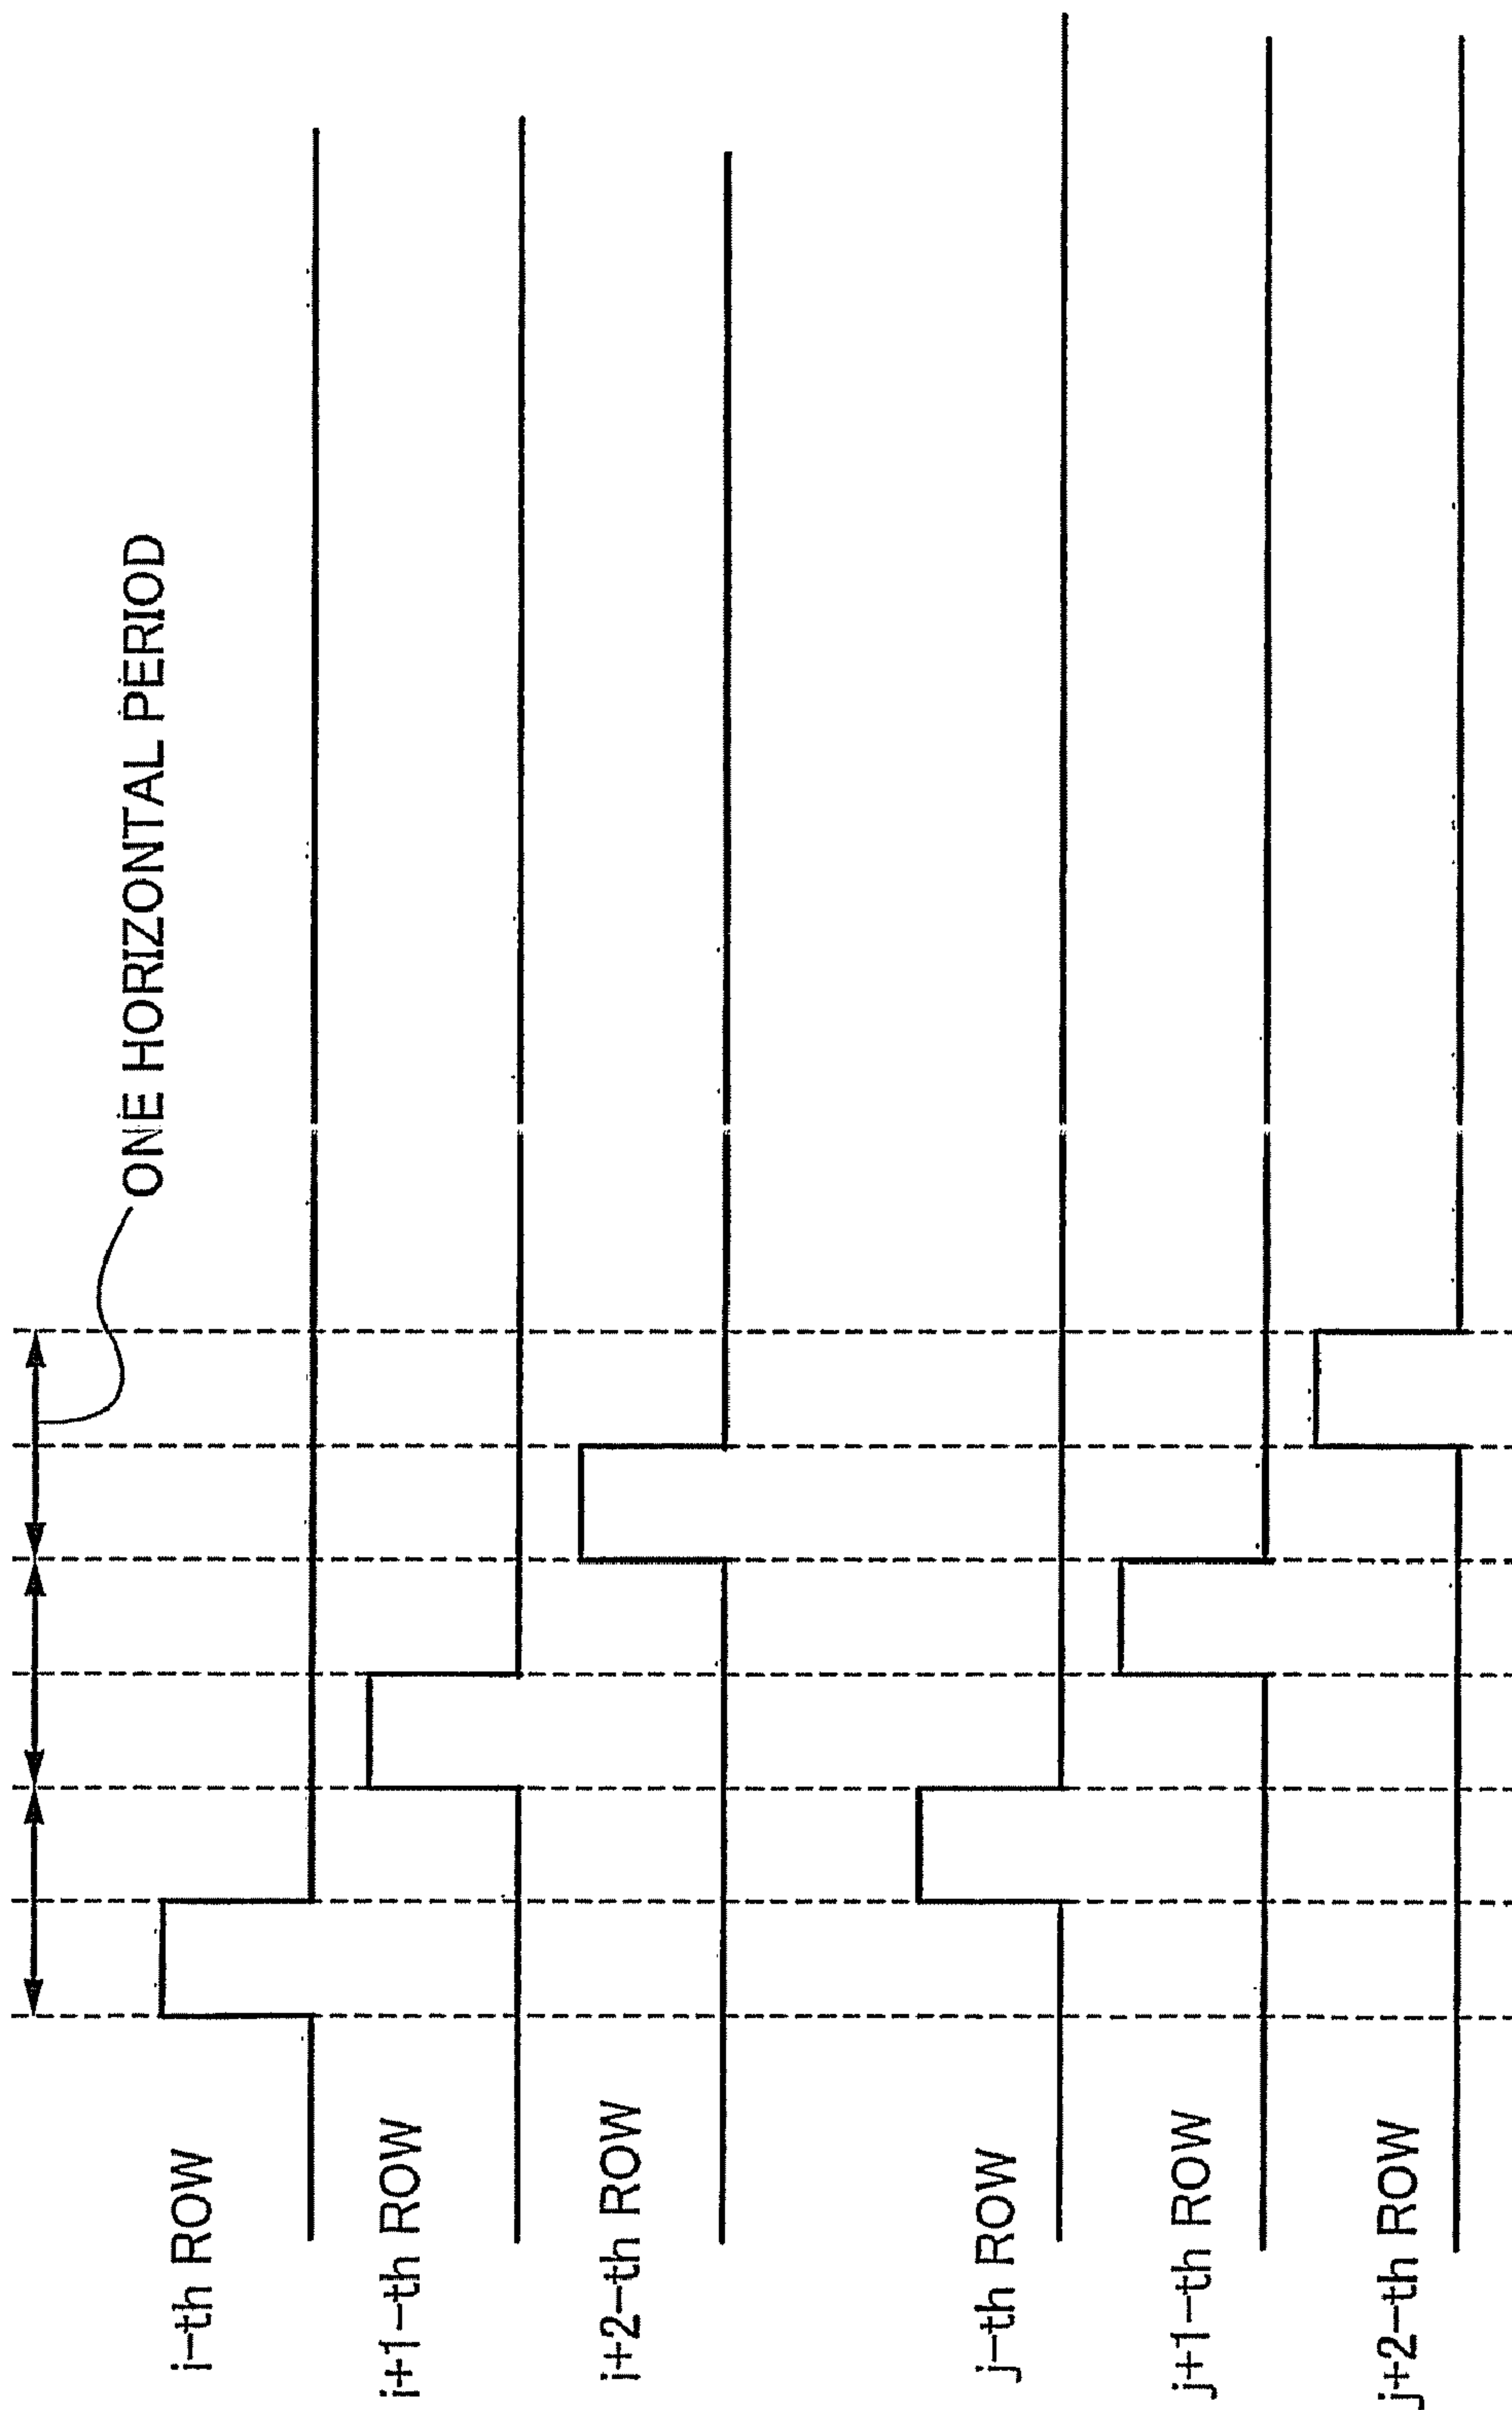 ONE HORIZONTAL PERIOD
i-th ROW
i+1-th ROW
i+2-th ROW
j-th ROW
j+1-th ROW
j+2-th ROW